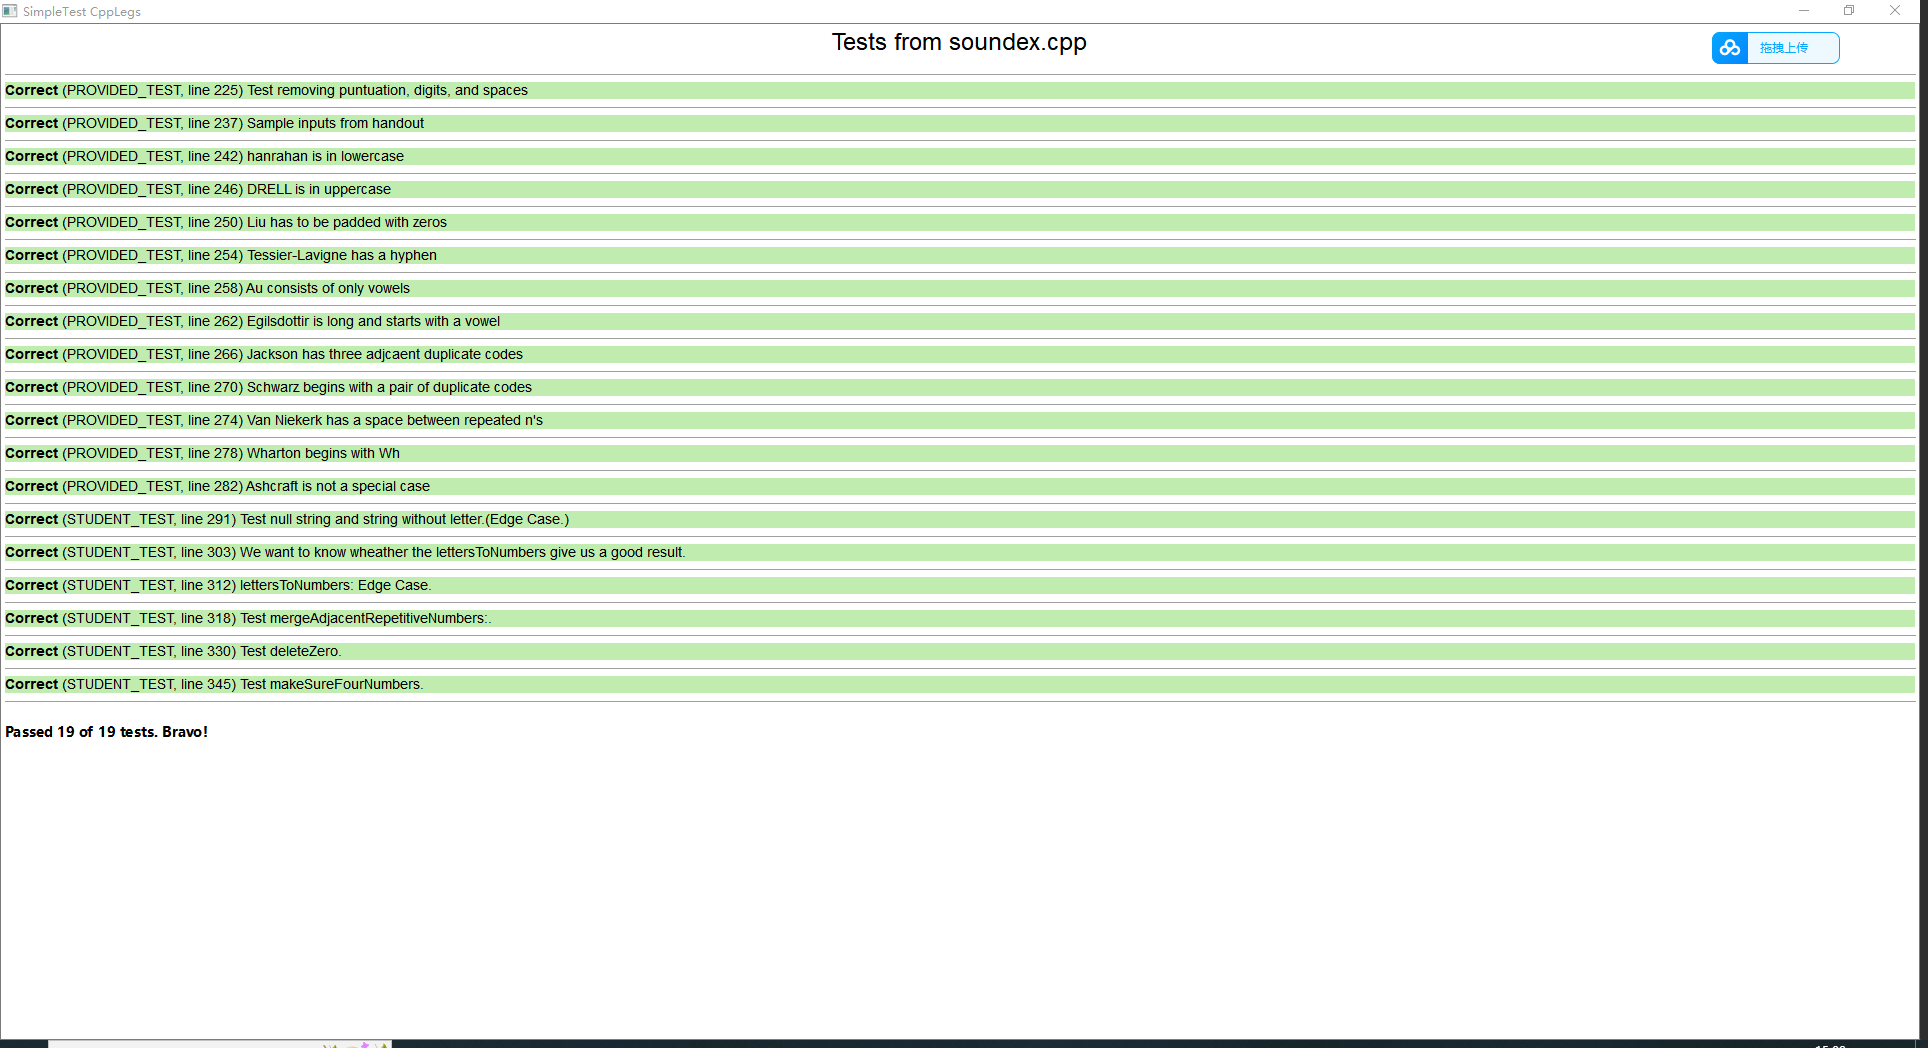 SimpleTest CppLegs
Tests from soundex.cpp
拖拽上传
Correct (PROVIDED_TEST, line 225) Test removing puntuation, digits, and spaces
Correct (PROVIDED_TEST, line 237) Sample inputs from handout
Correct (PROVIDED_TEST, line 242) hanrahan is in lowercase
Correct (PROVIDED_TEST, line 246) DRELL is in uppercase
Correct (PROVIDED_TEST, line 250) Liu has to be padded with zeros
Correct (PROVIDED_TEST, line 254) Tessier-Lavigne has a hyphen
Correct (PROVIDED_TEST, line 258) Au consists of only vowels
Correct (PROVIDED_TEST, line 262) Egilsdottir is long and starts with a vowel
Correct (PROVIDED_TEST, line 266) Jackson has three adjcaent duplicate codes
Correct (PROVIDED_TEST, line 270) Schwarz begins with a pair of duplicate codes
Correct (PROVIDED_TEST, line 274) Van Niekerk has a space between repeated n's
Correct (PROVIDED_TEST, line 278) Wharton begins with Wh
Correct (PROVIDED_TEST, line 282) Ashcraft is not a special case
Correct (STUDENT_TEST, line 291) Test null string and string without letter.(Edge Case.)
Correct (STUDENT_TEST, line 303) We want to know wheather the lettersToNumbers give us a good result.
Correct (STUDENT_TEST, line 312) lettersToNumbers: Edge Case.
Correct (STUDENT_TEST, line 318) Test mergeAdjacentRepetitiveNumbers:.
Correct (STUDENT_TEST, line 330) Test deleteZero.
Correct (STUDENT_TEST, line 345) Test makeSureFourNumbers.
Passed 19 of 19 tests. Bravo!